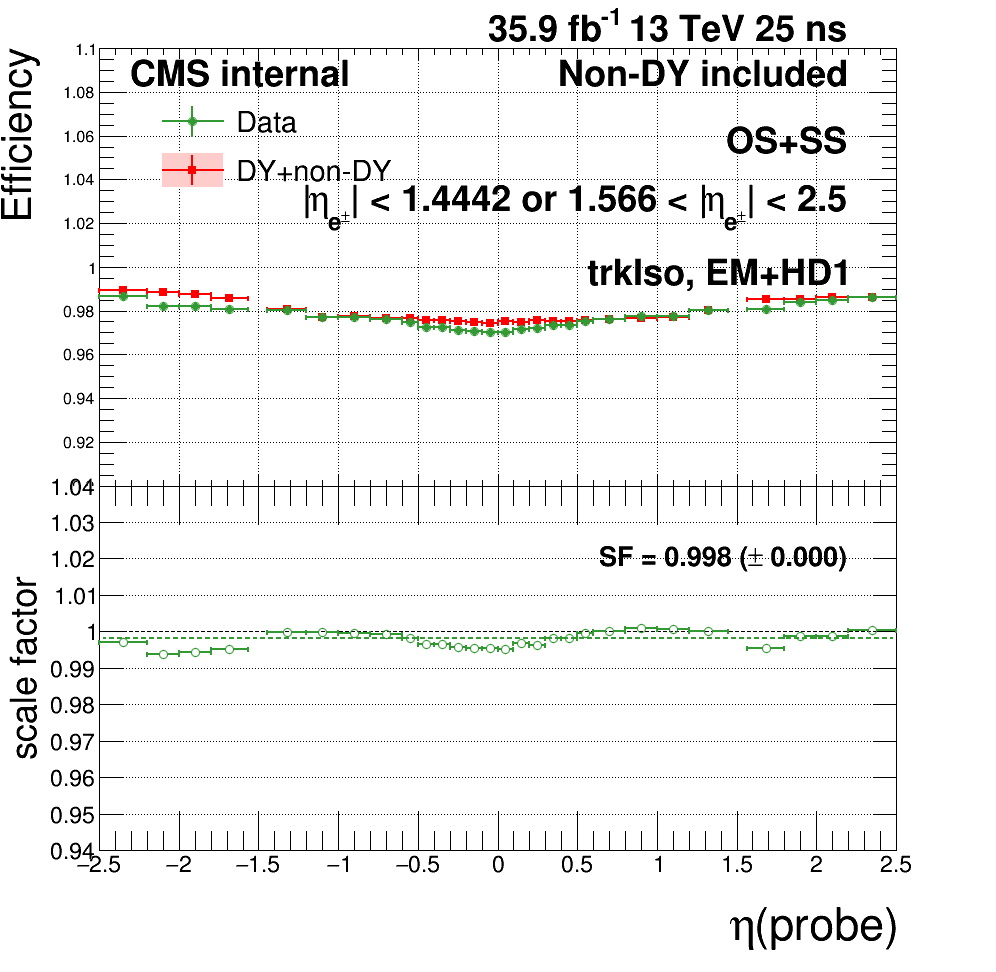 35.9 fb⁻¹ 13 TeV 25 ns
Efficiency
CMS internal
Non-DY included
Data
OS+SS
DY+non-DY
|η_e±| < 1.4442 or 1.566 < |η_e±| < 2.5
trkIso, EM+HD1
1.1
1.08
1.06
1.04
1.02
1
0.98
0.96
0.94
0.92
scale factor
SF = 0.998 (± 0.000)
1.04
1.03
1.02
1.01
1
0.99
0.98
0.97
0.96
0.95
0.94
−2.5 −2 −1.5 −1 −0.5 0 0.5 1 1.5 2 2.5
η(probe)